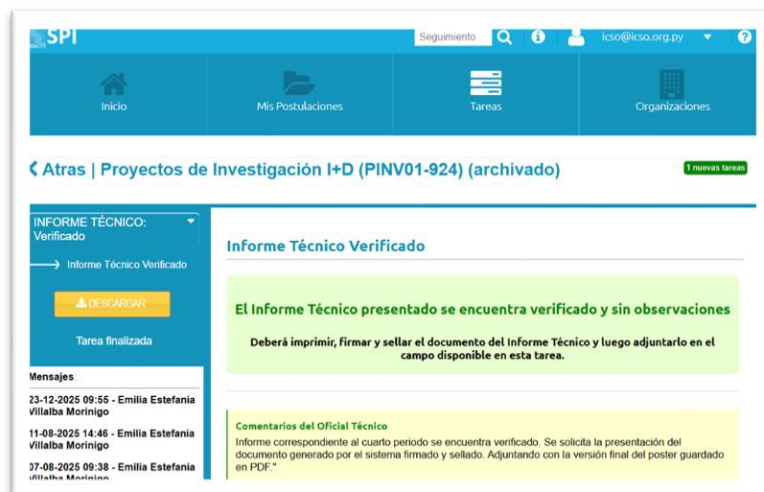 SPI
Seguimiento
icso@icso.org.py
Inicio
Mis Postulaciones
Tareas
Organizaciones
Atras | Proyectos de Investigación I+D (PINV01-924) (archivado)
1 nuevas tareas
INFORME TÉCNICO:
Verificado
Informe Técnico Verificado
DESCARGAR
Tarea finalizada
Mensajes
23-12-2025 09:55 - Emilia Estefania
Villalba Morinigo
11-08-2025 14:46 - Emilia Estefania
Villalba Morinigo
07-08-2025 09:38 - Emilia Estefania
Villalba Morinigo
Informe Técnico Verificado
El Informe Técnico presentado se encuentra verificado y sin observaciones
Deberá imprimir, firmar y sellar el documento del Informe Técnico y luego adjuntarlo en el
campo disponible en esta tarea.
Comentarios del Oficial Técnico
Informe correspondiente al cuarto periodo se encuentra verificado. Se solicita la presentación del
documento generado por el sistema firmado y sellado. Adjuntando con la versión final del poster guardado
en PDF."